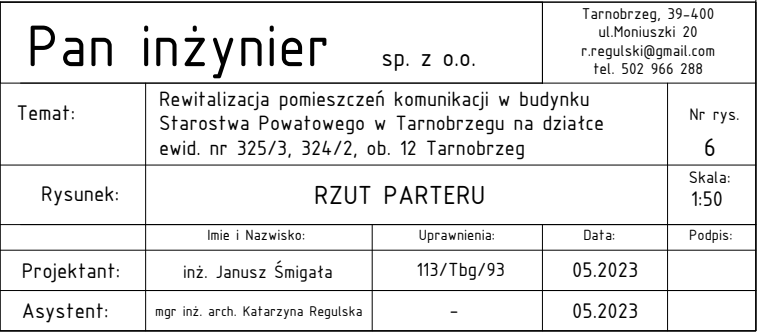 Pan inżynier sp. z o.o.
Tarnobrzeg, 39-400
ul.Moniuszki 20
r.regulski@gmail.com
tel. 502 966 288
Temat:
Rewitalizacja pomieszczeń komunikacji w budynku
Starostwa Powatowego w Tarnobrzegu na działce
ewid. nr 325/3, 324/2, ob. 12 Tarnobrzeg
Nr rys.
6
Rysunek:
RZUT PARTERU
Skala:
1:50
Imie i Nazwisko: Uprawnienia: Data: Podpis:
Projektant: inż. Janusz Śmigała 113/Tbg/93 05.2023
Asystent: mgr inż. arch. Katarzyna Regulska - 05.2023